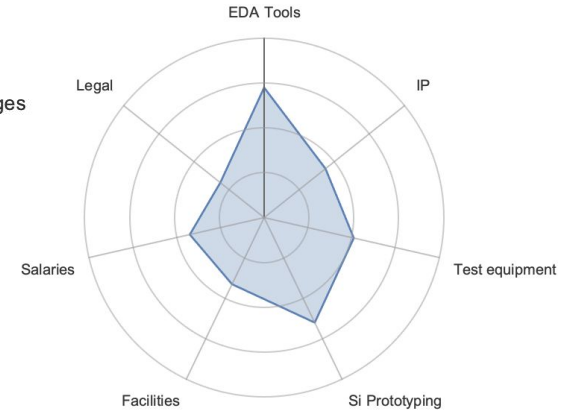 EDA Tools
Legal
IP
Salaries
Test equipment
Facilities
Si Prototyping